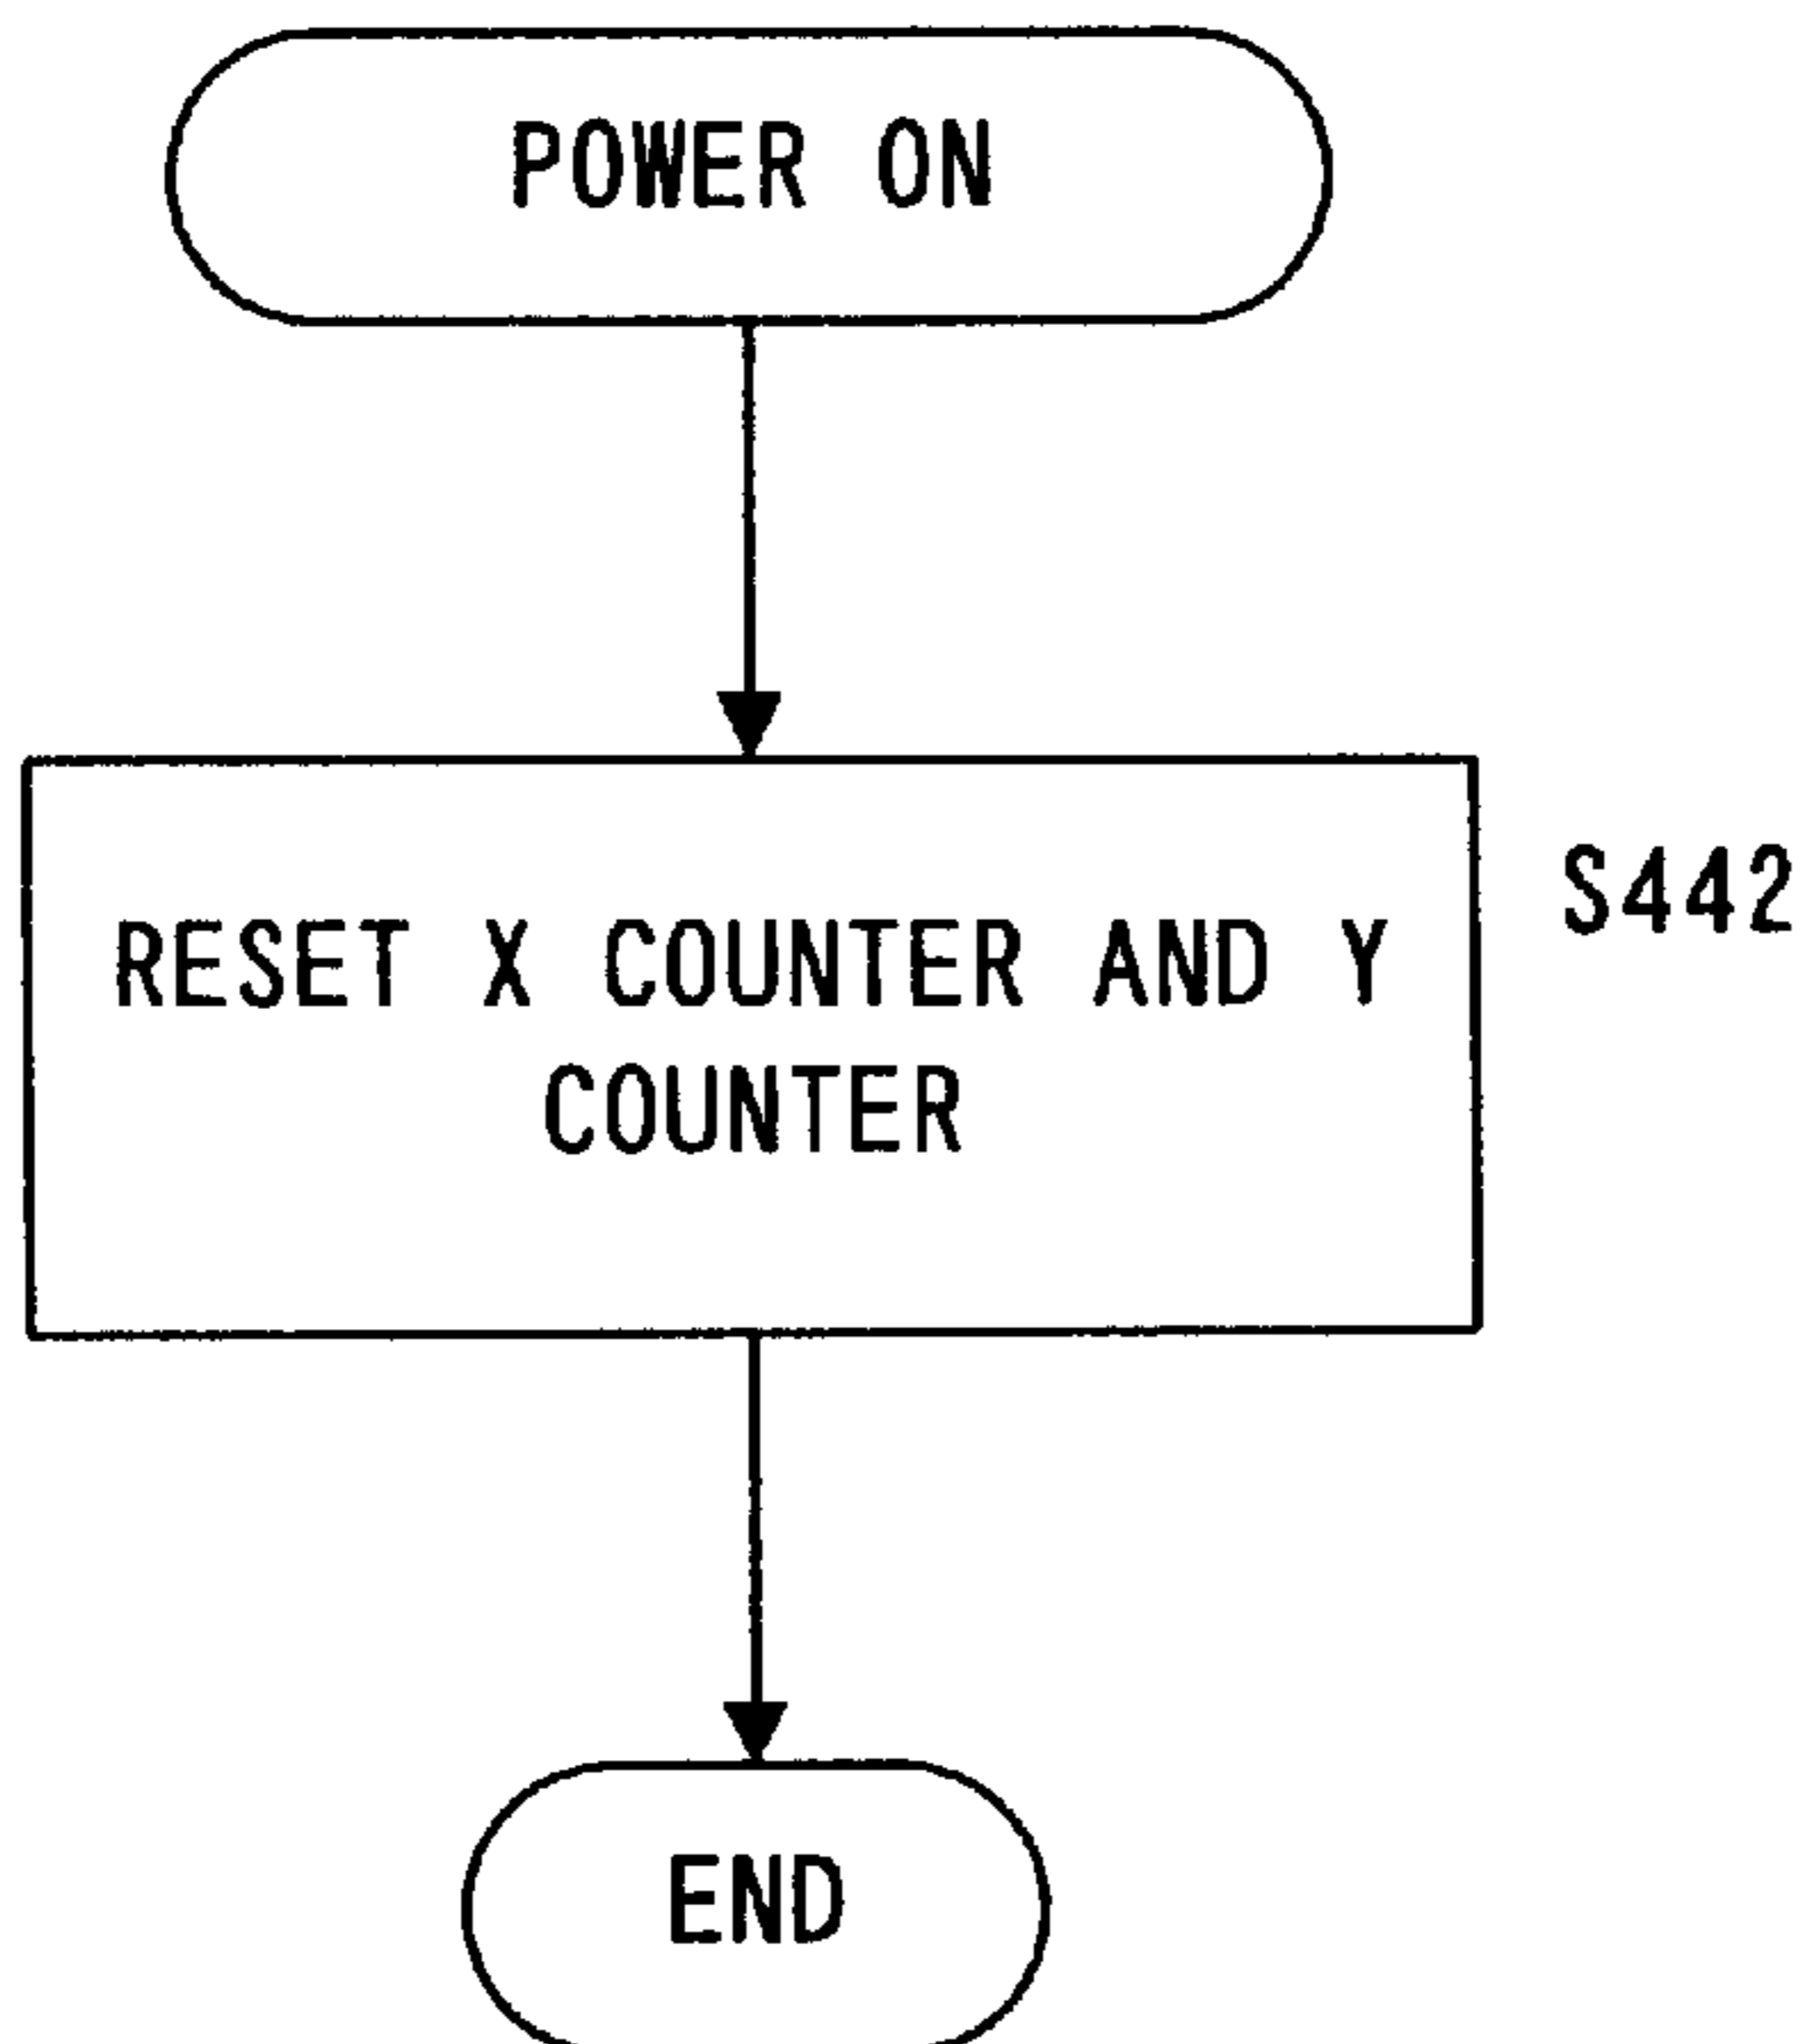 POWER ON
RESET X COUNTER AND Y
COUNTER
S442
END